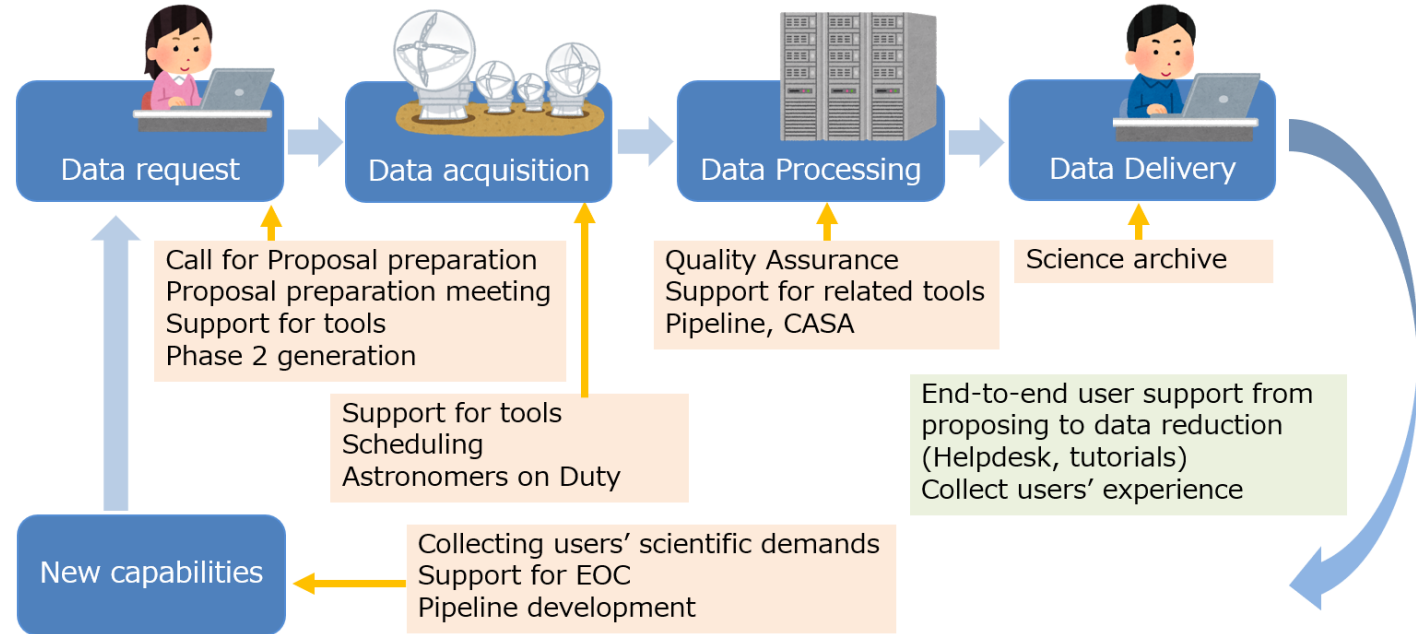 Data request
Data acquisition
Data Processing
Data Delivery
Call for Proposal preparation
Proposal preparation meeting
Support for tools
Phase 2 generation
Quality Assurance
Support for related tools
Pipeline, CASA
Science archive
Support for tools
Scheduling
Astronomers on Duty
End-to-end user support from
proposing to data reduction
(Helpdesk, tutorials)
Collect users’ experience
New capabilities
Collecting users’ scientific demands
Support for EOC
Pipeline development